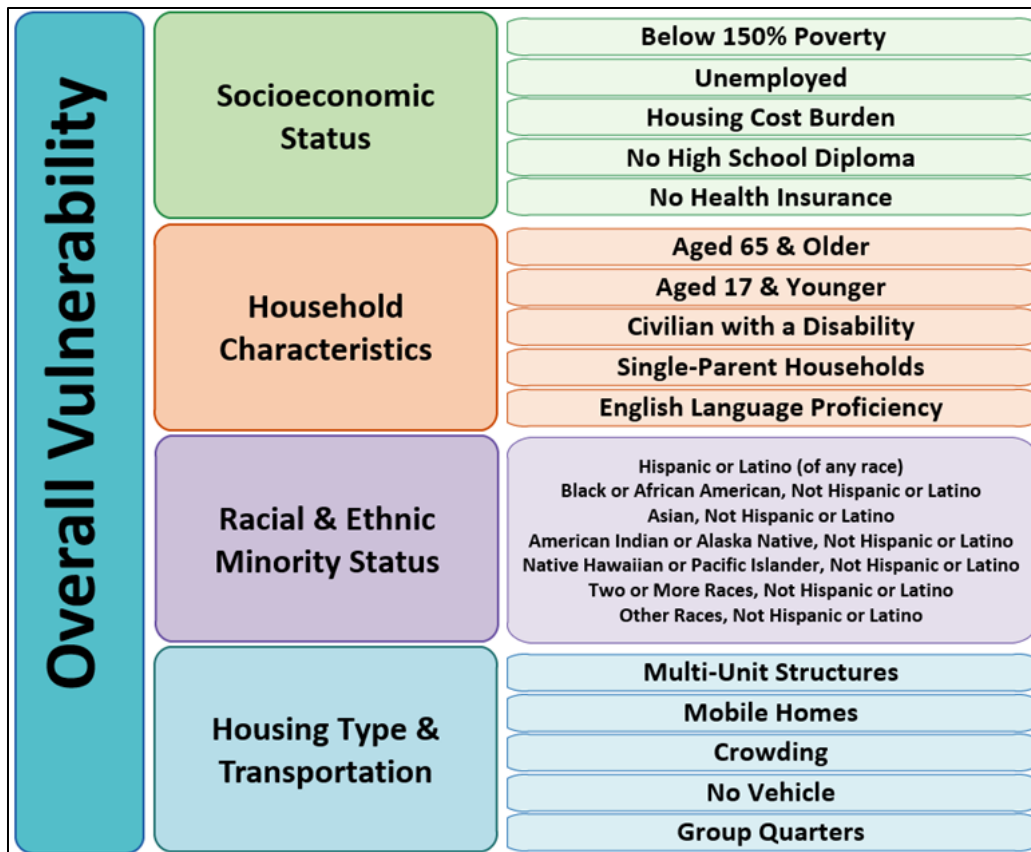 Overall Vulnerability
Socioeconomic
Status
Below 150% Poverty
Unemployed
Housing Cost Burden
No High School Diploma
No Health Insurance
Household
Characteristics
Aged 65 & Older
Aged 17 & Younger
Civilian with a Disability
Single-Parent Households
English Language Proficiency
Racial & Ethnic
Minority Status
Hispanic or Latino (of any race)
Black or African American, Not Hispanic or Latino
Asian, Not Hispanic or Latino
American Indian or Alaska Native, Not Hispanic or Latino
Native Hawaiian or Pacific Islander, Not Hispanic or Latino
Two or More Races, Not Hispanic or Latino
Other Races, Not Hispanic or Latino
Housing Type &
Transportation
Multi-Unit Structures
Mobile Homes
Crowding
No Vehicle
Group Quarters